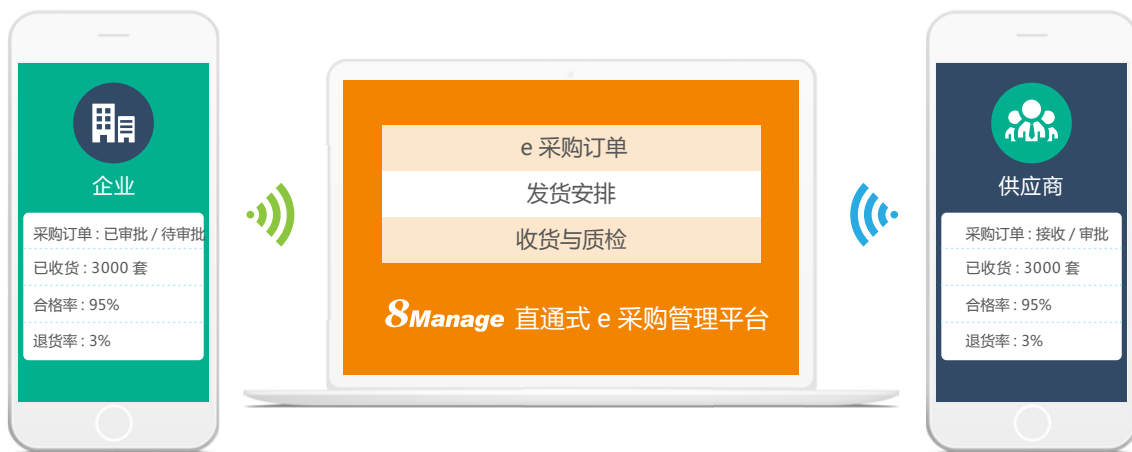 企业
采购订单 : 已审批 / 待审批
已收货 : 3000 套
合格率 : 95%
退货率 : 3%
e 采购订单
发货安排
收货与质检
8Manage 直通式 e 采购管理平台
供应商
采购订单 : 接收 / 审批
已收货 : 3000 套
合格率 : 95%
退货率 : 3%